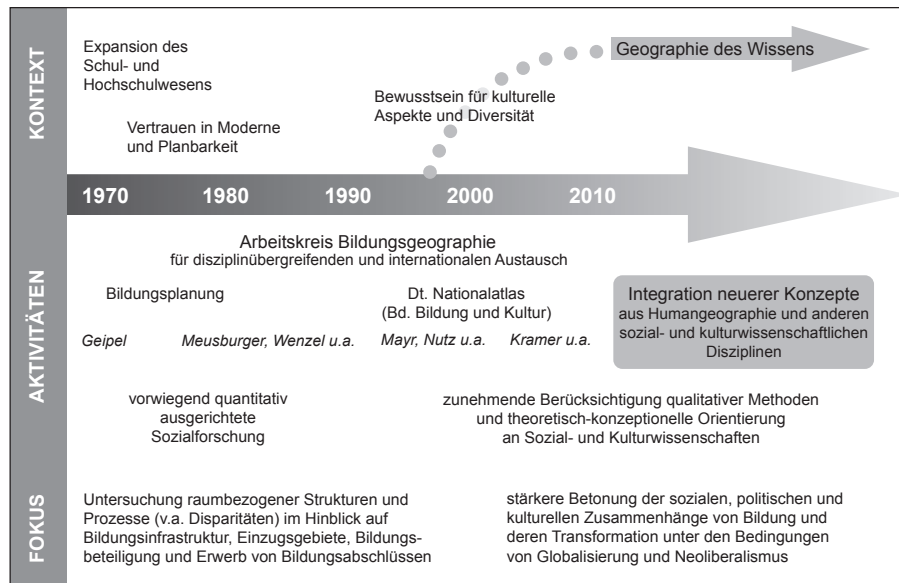 KONTEXT
Expansion des
Schul- und
Hochschulwesens
Vertrauen in Moderne
und Planbarkeit
Bewusstsein für kulturelle
Aspekte und Diversität
Geographie des Wissens
1970 1980 1990 2000 2010
AKTIVITÄTEN
Arbeitskreis Bildungsgeographie
für disziplinübergreifenden und internationalen Austausch
Bildungsplanung
Dt. Nationalatlas
(Bd. Bildung und Kultur)
Geipel Meusburger, Wenzel u.a. Mayr, Nutz u.a. Kramer u.a.
Integration neuerer Konzepte
aus Humangeographie und anderen
sozial- und kulturwissenschaftlichen
Disziplinen
vorwiegend quantitativ
ausgerichtete
Sozialforschung
zunehmende Berücksichtigung qualitativer Methoden
und theoretisch-konzeptionelle Orientierung
an Sozial- und Kulturwissenschaften
FOKUS
Untersuchung raumbezogener Strukturen und
Prozesse (v.a. Disparitäten) im Hinblick auf
Bildungsinfrastruktur, Einzugsgebiete, Bildungs-
beteiligung und Erwerb von Bildungsabschlüssen
stärkere Betonung der sozialen, politischen und
kulturellen Zusammenhänge von Bildung und
deren Transformation unter den Bedingungen
von Globalisierung und Neoliberalismus